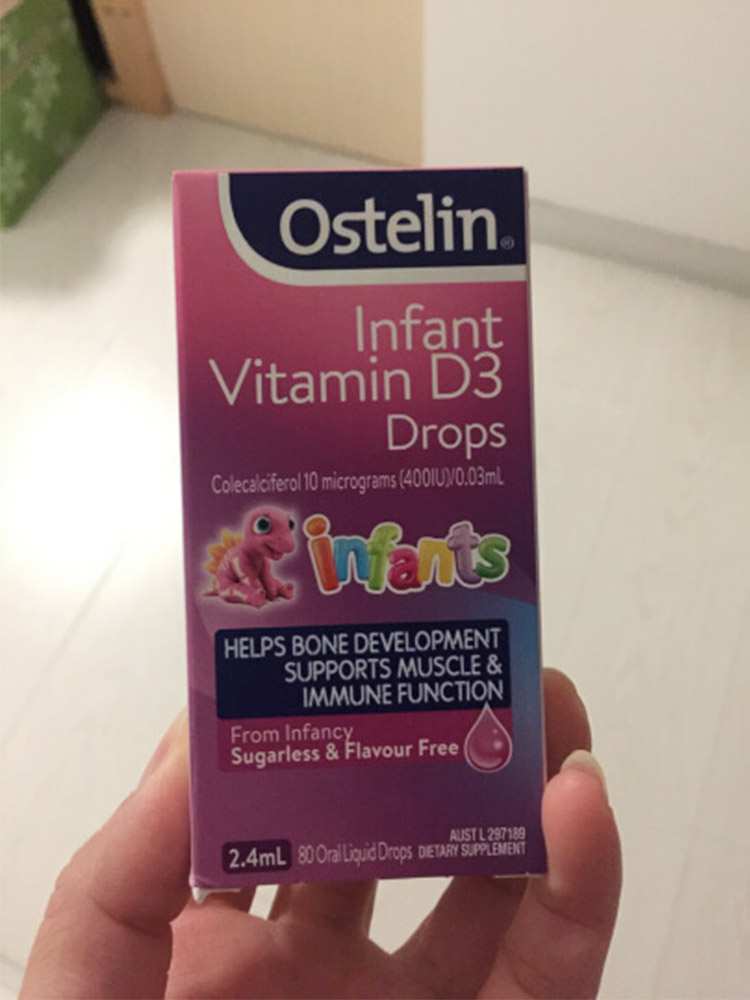 Ostelin®
Infant
Vitamin D3
Drops
Colecalciferol 10 micrograms (400IU)/0.03mL
infants
HELPS BONE DEVELOPMENT
SUPPORTS MUSCLE &
IMMUNE FUNCTION
From Infancy
Sugarless & Flavour Free
2.4mL 80 Oral Liquid Drops
AUST L 297189
DIETARY SUPPLEMENT